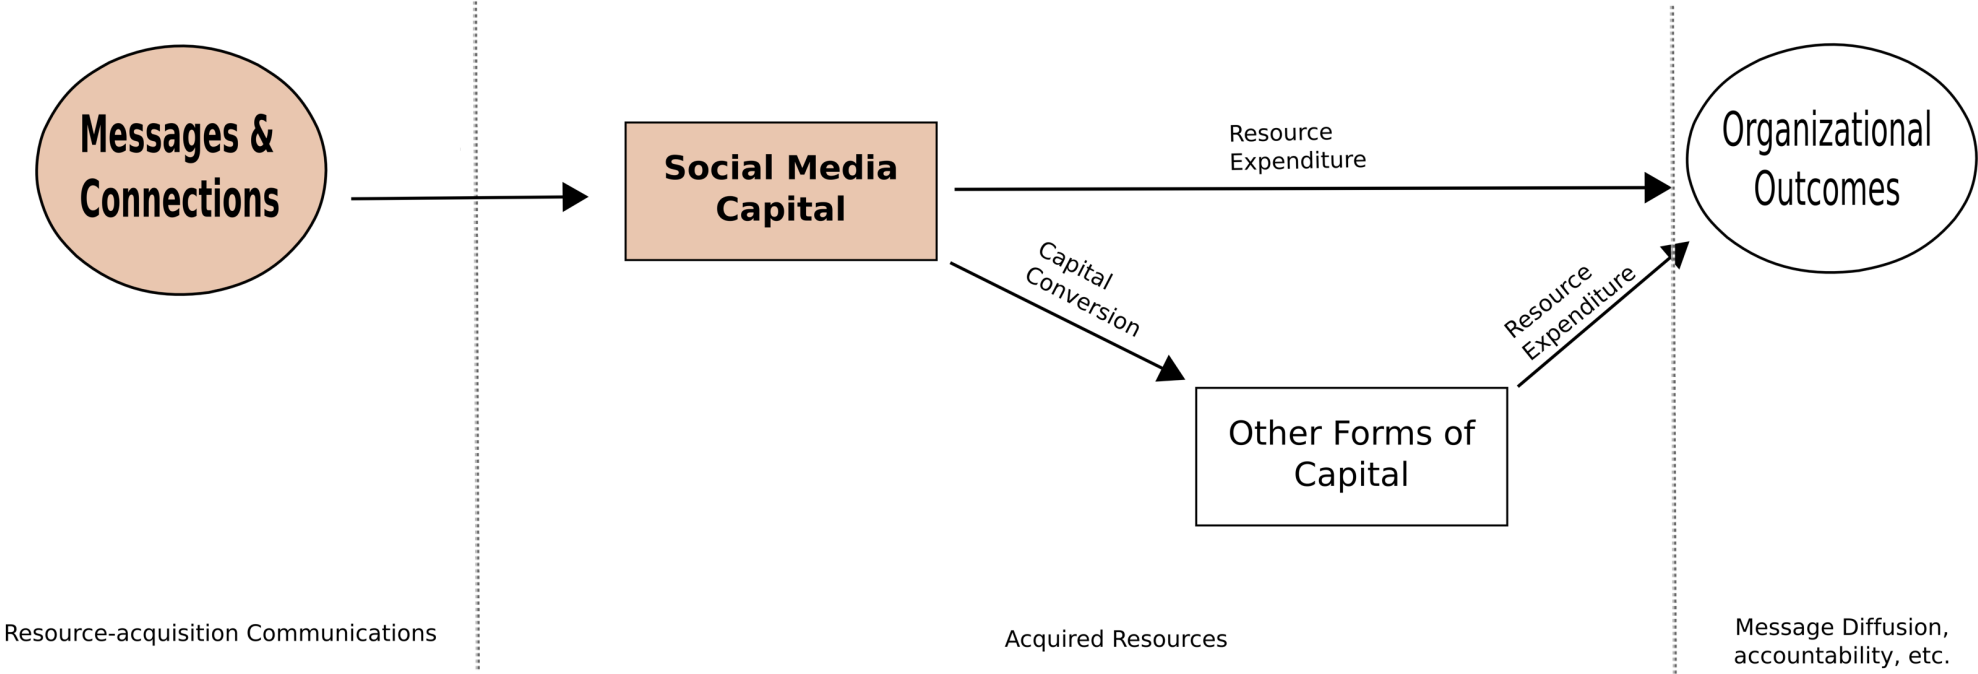 Messages &
Connections
Social Media
Capital
Resource
Expenditure
Organizational
Outcomes
Capital
Conversion
Resource
Expenditure
Other Forms of
Capital
Resource-acquisition Communications
Acquired Resources
Message Diffusion,
accountability, etc.